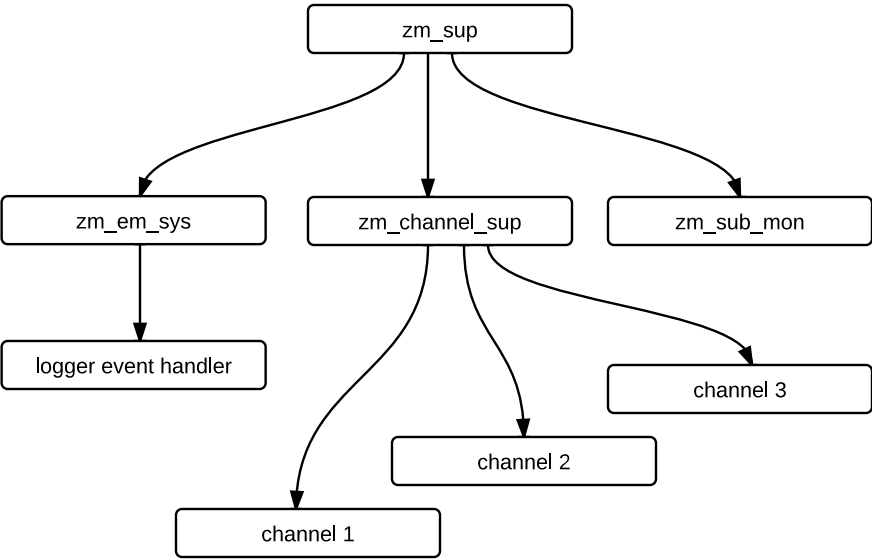 zm_sup
zm_em_sys
zm_channel_sup
zm_sub_mon
logger event handler
channel 3
channel 2
channel 1